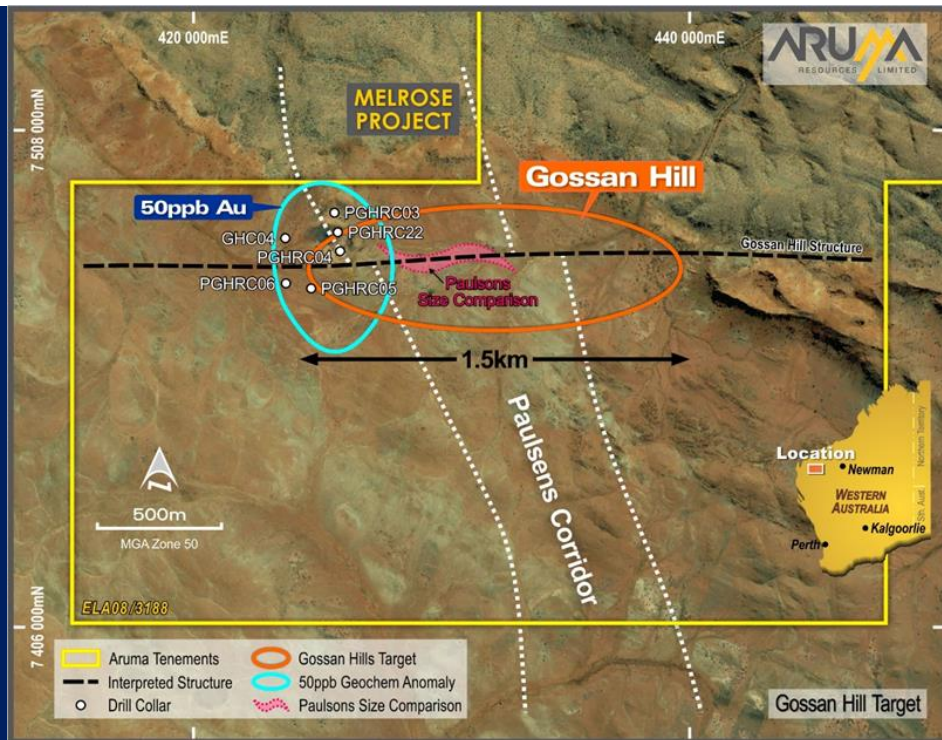 420 000mE
440 000mE
ARUMA
RESOURCES LIMITED
MELROSE
PROJECT
7 508 000mN
Gossan Hill
50ppb Au
PGHRC03
GHC04
PGHRC22
PGHRC04
Gossan Hill Structure
PGHRC06
PGHRC05
Paulsons
Size Comparison
1.5km
Paulsens Corridor
Location
Newman
Northern Territory
WESTERN
AUSTRALIA
Sth. Aust
Kalgoorlie
Perth
500m
MGA Zone 50
ELA08/3188
7 406 000mN
Aruma Tenements
Gossan Hills Target
Interpreted Structure
50ppb Geochem Anomaly
Drill Collar
Paulsons Size Comparison
Gossan Hill Target